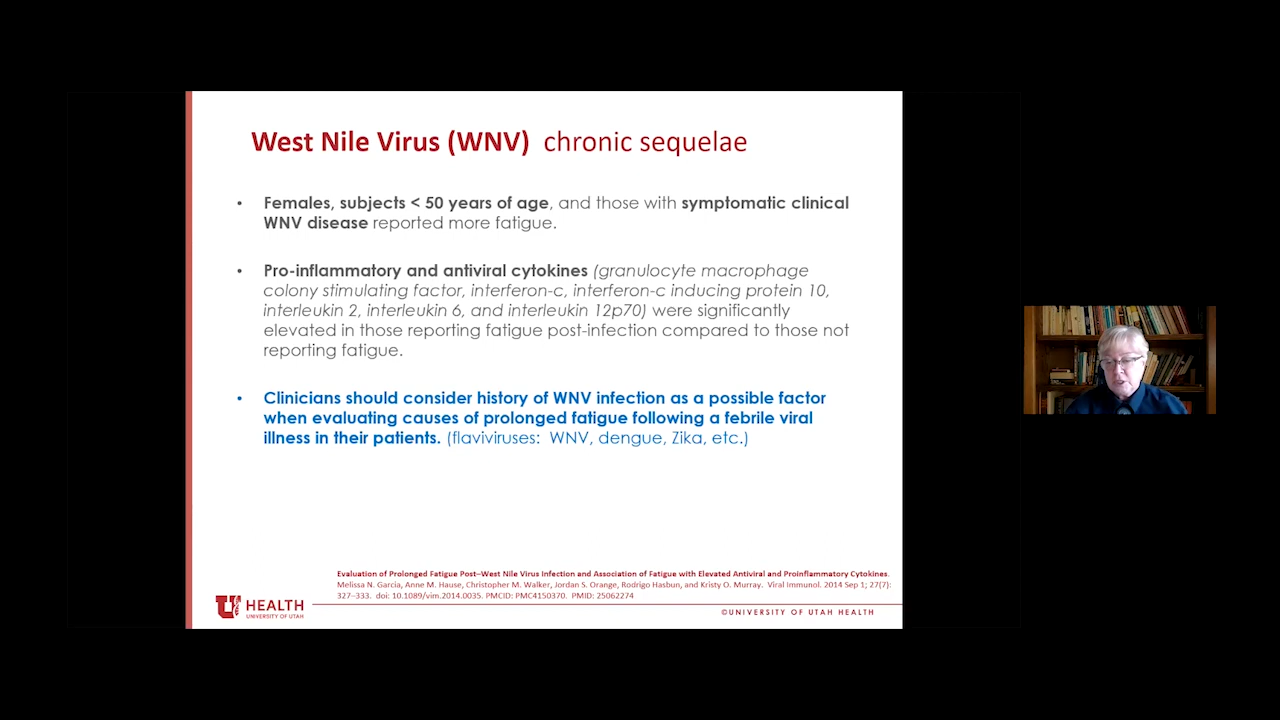 West Nile Virus (WNV) chronic sequelae
• Females, subjects < 50 years of age, and those with symptomatic clinical
WNV disease reported more fatigue.
• Pro-inflammatory and antiviral cytokines (granulocyte macrophage
colony stimulating factor, interferon-c, interferon-c inducing protein 10,
interleukin 2, interleukin 6, and interleukin 12p70) were significantly
elevated in those reporting fatigue post-infection compared to those not
reporting fatigue.
• Clinicians should consider history of WNV infection as a possible factor
when evaluating causes of prolonged fatigue following a febrile viral
illness in their patients. (flaviviruses: WNV, dengue, Zika, etc.)
Evaluation of Prolonged Fatigue Post–West Nile Virus Infection and Association of Fatigue with Elevated Antiviral and Proinflammatory Cytokines.
Melissa N. Garcia, Anne M. Hause, Christopher M. Walker, Jordan S. Orange, Rodrigo Hasbun, and Kristy O. Murray. Viral Immunol. 2014 Sep 1; 27(7):
327–333. doi: 10.1089/vim.2014.0035. PMCID: PMC4150370. PMID: 25062274
U HEALTH
UNIVERSITY OF UTAH
©UNIVERSITY OF UTAH HEALTH